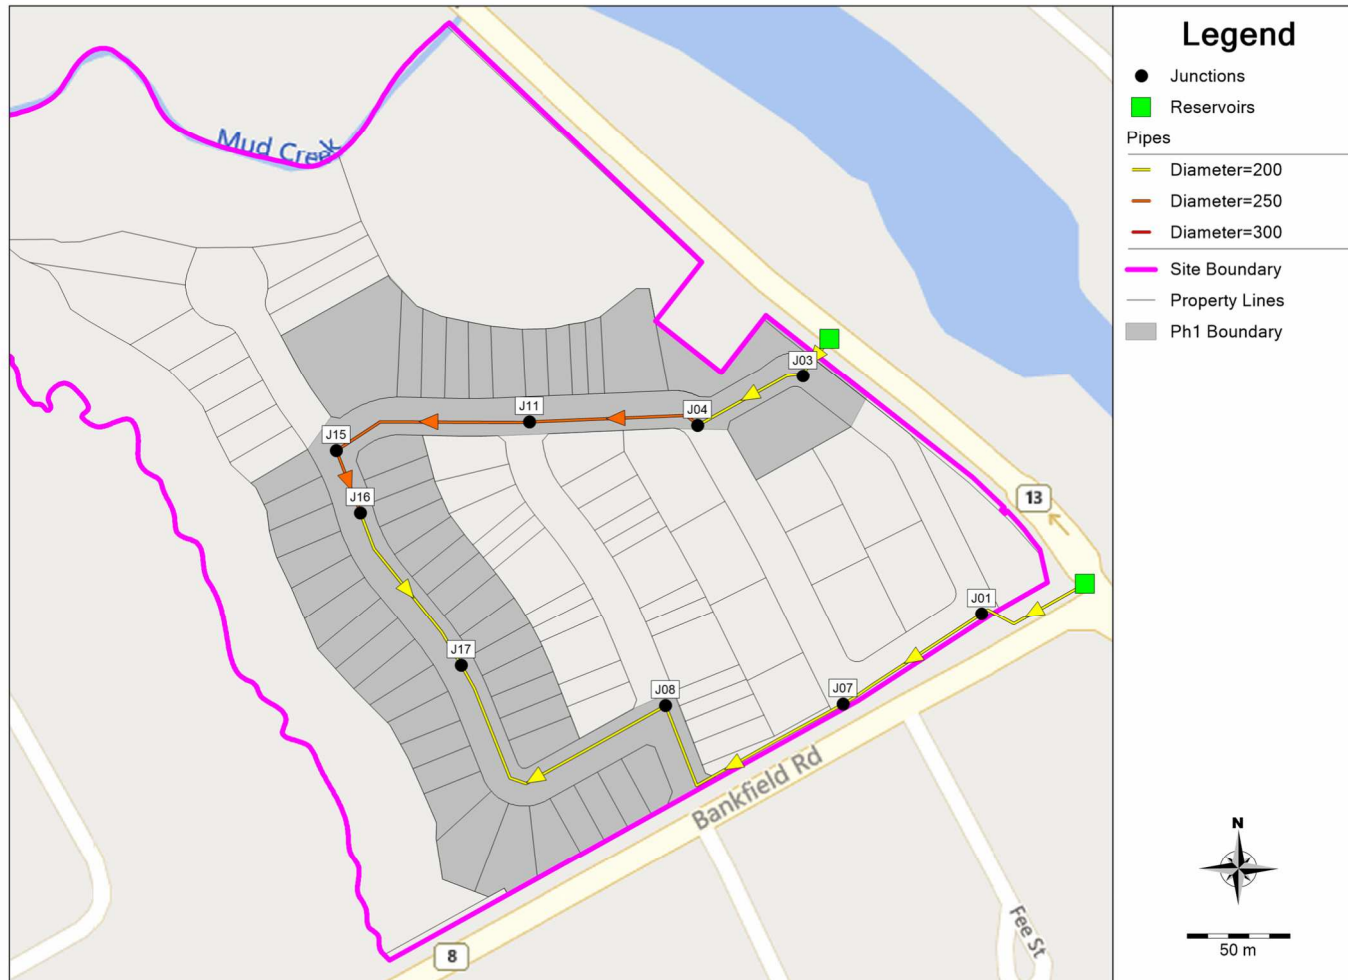 Legend
Junctions
Reservoirs
Pipes
Diameter=200
Diameter=250
Diameter=300
Site Boundary
Property Lines
Ph1 Boundary
Mud Creek
J03
J04
J11
J15
J16
13
J01
J17
J08
J07
Bankfield Rd
8
Fee St
N
50 m